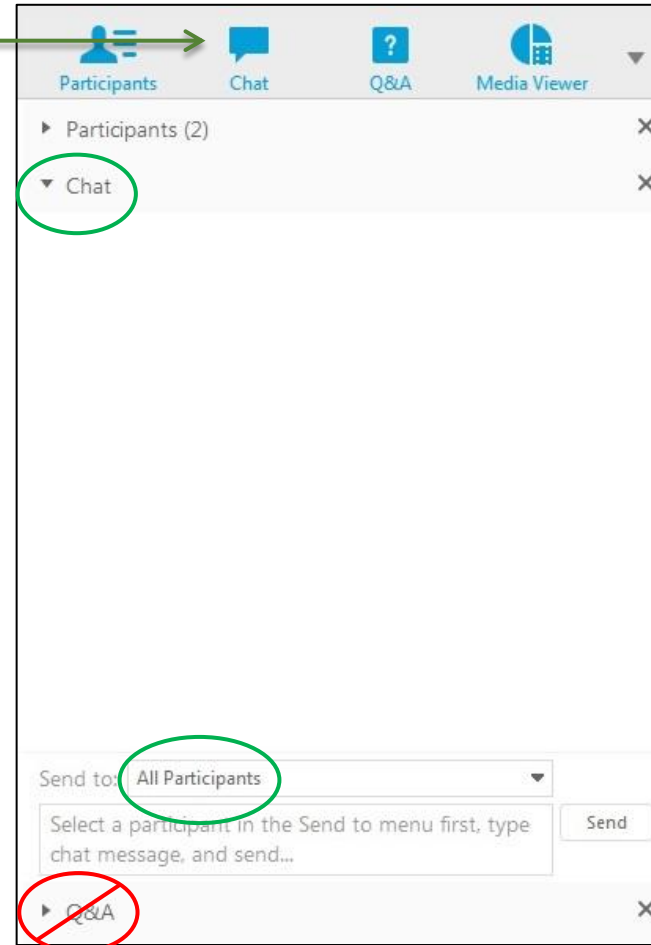 Participants Chat Q&A Media Viewer
Participants (2)
Chat
Send to: All Participants
Select a participant in the Send to menu first, type
chat message, and send...
Send
Q&A